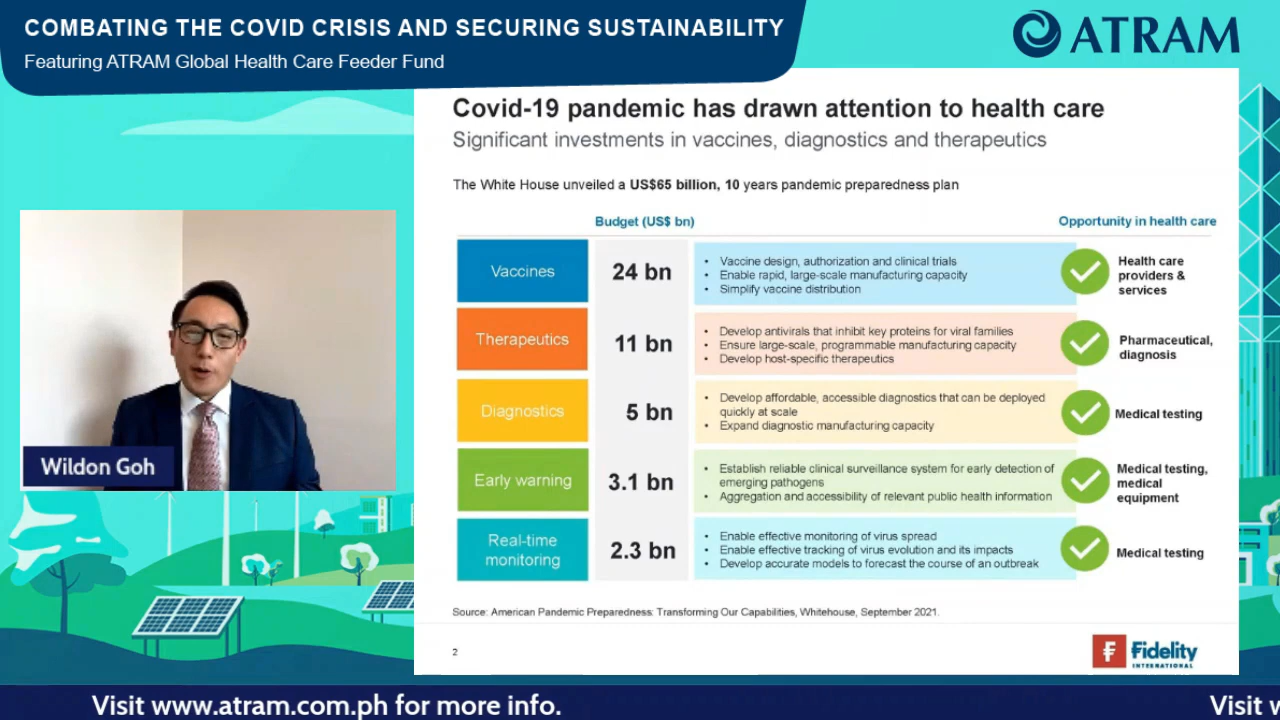 COMBATING THE COVID CRISIS AND SECURING SUSTAINABILITY
Featuring ATRAM Global Health Care Feeder Fund
ATRAM
Covid-19 pandemic has drawn attention to health care
Significant investments in vaccines, diagnostics and therapeutics
The White House unveiled a US$65 billion, 10 years pandemic preparedness plan
Budget (US$ bn)
Opportunity in health care
Vaccines
24 bn
• Vaccine design, authorization and clinical trials
• Enable rapid, large-scale manufacturing capacity
• Simplify vaccine distribution
Health care
providers &
services
Therapeutics
11 bn
• Develop antivirals that inhibit key proteins for viral families
• Ensure large-scale, programmable manufacturing capacity
• Develop host-specific therapeutics
Pharmaceutical,
diagnosis
Diagnostics
5 bn
• Develop affordable, accessible diagnostics that can be deployed
quickly at scale
• Expand diagnostic manufacturing capacity
Medical testing
Early warning
3.1 bn
• Establish reliable clinical surveillance system for early detection of
emerging pathogens
• Aggregation and accessibility of relevant public health information
Medical testing,
medical
equipment
Real-time
monitoring
2.3 bn
• Enable effective monitoring of virus spread
• Enable effective tracking of virus evolution and its impacts
• Develop accurate models to forecast the course of an outbreak
Medical testing
Source: American Pandemic Preparedness: Transforming Our Capabilities, Whitehouse, September 2021.
2
Fidelity
INTERNATIONAL
Wildon Goh
Visit www.atram.com.ph for more info.
Visit